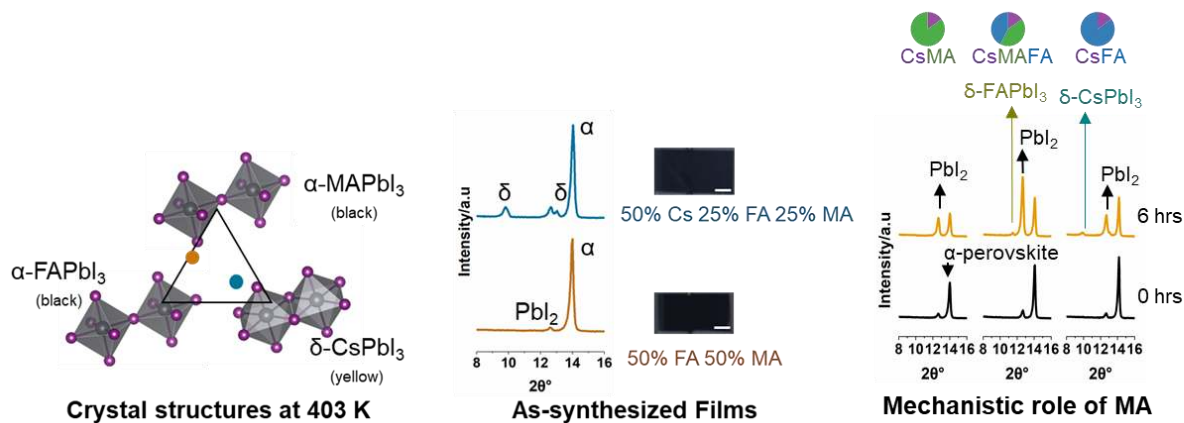 α-MAPbI₃
(black)
α-FAPbI₃
(black)
δ-CsPbI₃
(yellow)
Crystal structures at 403 K
Intensity/a.u
δ
δ
α
50% Cs 25% FA 25% MA
Intensity/a.u
α
PbI₂
50% FA 50% MA
8 10 12 14 16
2θ°
As-synthesized Films
CsMA
CsMAFA
CsFA
δ-FAPbI₃
δ-CsPbI₃
PbI₂
PbI₂
PbI₂
6 hrs
α-perovskite
0 hrs
Intensity/a.u
8 10 12 14 16
8 10 12 14 16
8 10 12 14 16
2θ°
2θ°
2θ°
Mechanistic role of MA